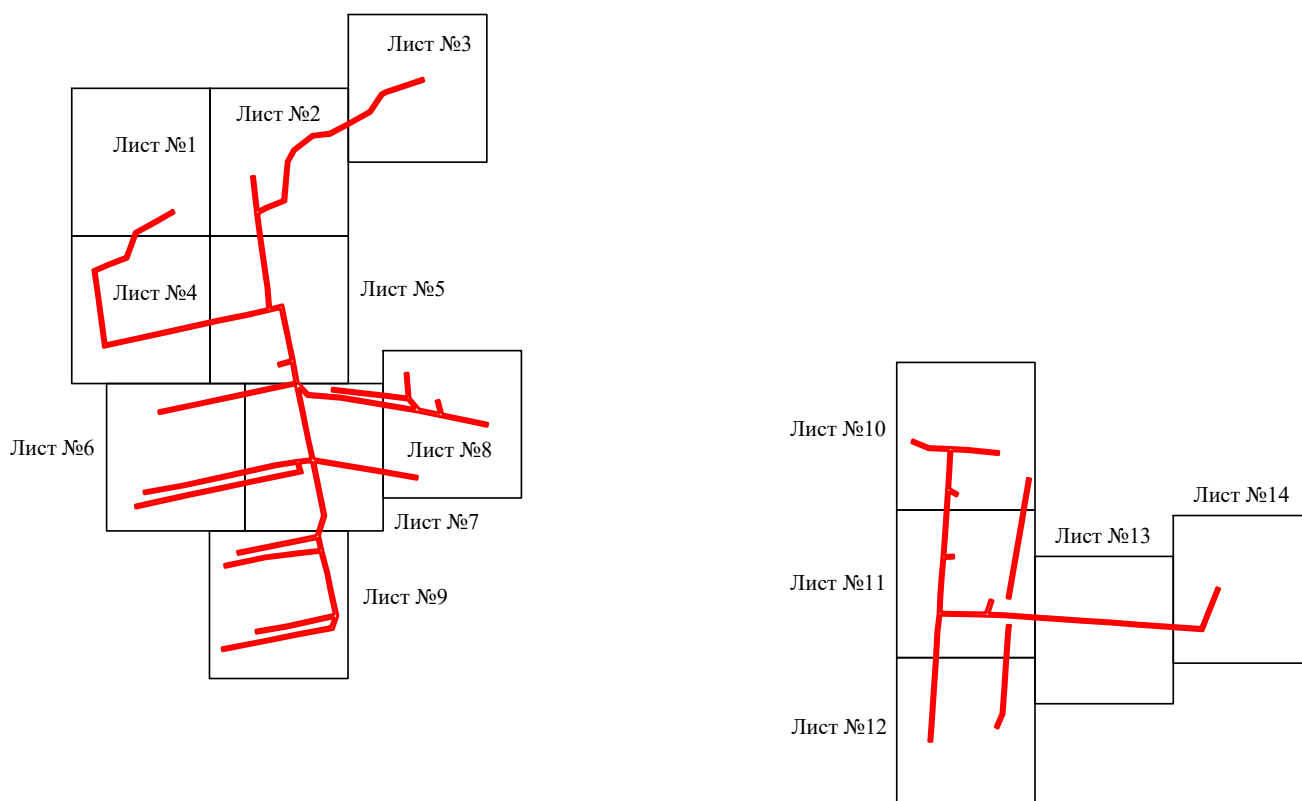 Лист №3
Лист №2
Лист №1
Лист №4
Лист №5
Лист №6
Лист №8
Лист №7
Лист №9
Лист №10
Лист №14
Лист №13
Лист №11
Лист №12